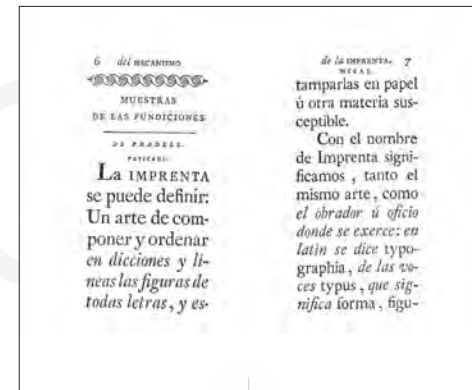 6 del MECANISMO
MUESTRAS
DE LAS FUNDICIONES
DE PRADELL.
La IMPRENTA
se puede definir:
Un arte de com-
poner y ordenar
en dicciones y li-
neas las figuras de
todas letras, y es-
de la IMPRENTA. 7
tamparlas en papel
ú otra materia sus-
ceptible.
Con el nombre
de Imprenta signi-
ficamos , tanto el
mismo arte , como
el obrador ú oficio
donde se exerce: en
latin se dice typo-
graphia, de las vo-
ces typus , que sig-
nifica forma, figu-